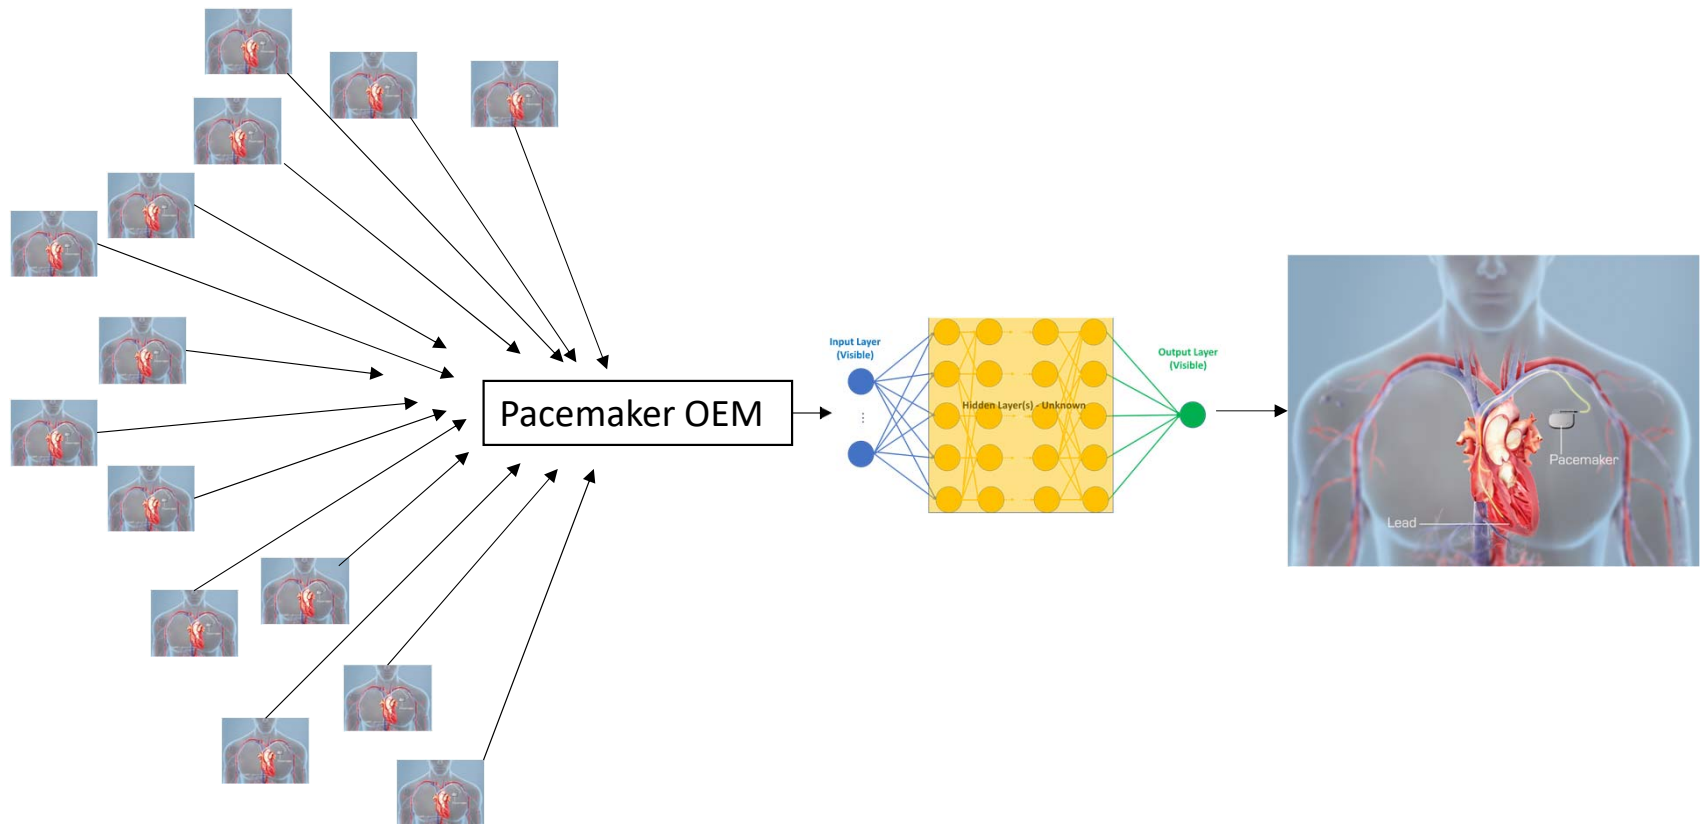 Pacemaker OEM
Input Layer
(Visible)
Hidden Layer(s) - Unknown
Output Layer
(Visible)
Pacemaker
Lead